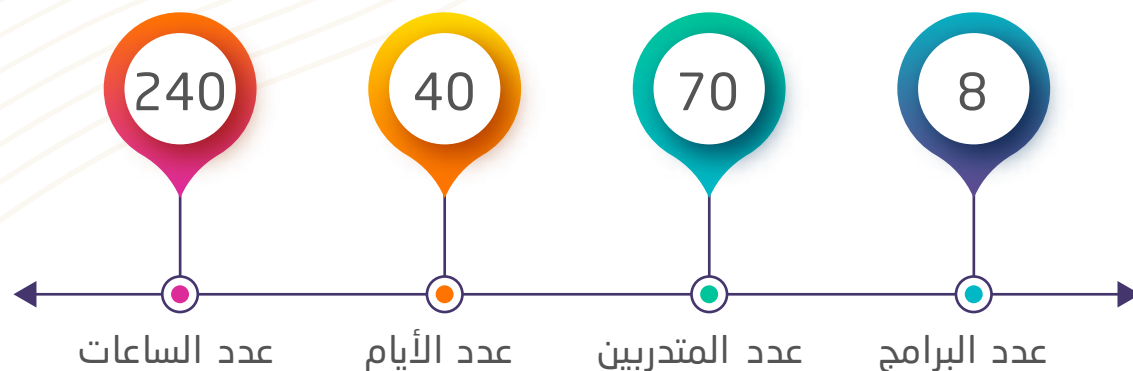 8
70
40
240
عدد البرامج
عدد المتدربين
عدد الأيام
عدد الساعات